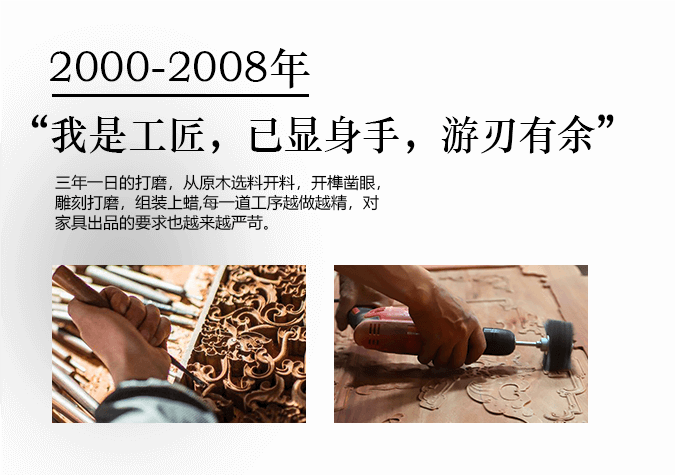 2000-2008年
“我是工匠，已显身手，游刃有余”
三年一日的打磨，从原木选料开料，开榫凿眼，
雕刻打磨，组装上蜡,每一道工序越做越精，对
家具出品的要求也越来越严苛。